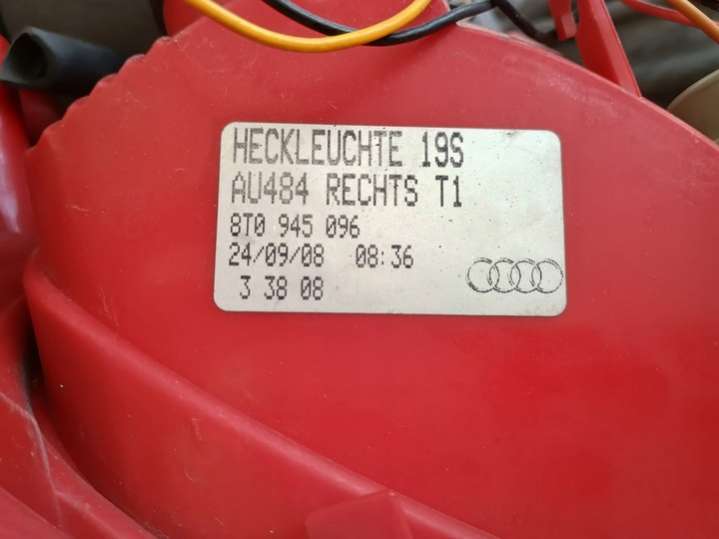 HECKLEUCHTE 19S
AU484 RECHTS T1
8T0 945 096
24/09/08 08:36
3 38 08